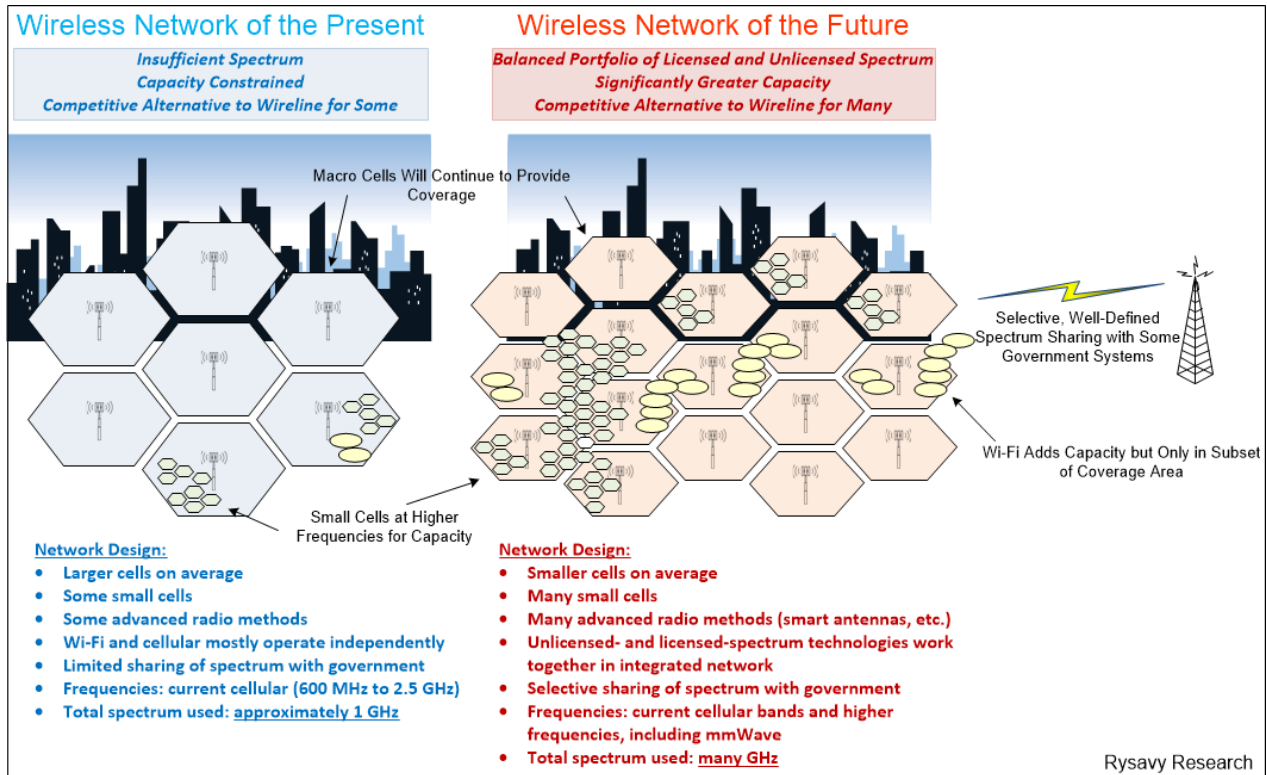 Wireless Network of the Present
Insufficient Spectrum
Capacity Constrained
Competitive Alternative to Wireline for Some
Wireless Network of the Future
Balanced Portfolio of Licensed and Unlicensed Spectrum
Significantly Greater Capacity
Competitive Alternative to Wireline for Many
Macro Cells Will Continue to Provide
Coverage
Selective, Well-Defined
Spectrum Sharing with Some
Government Systems
Wi-Fi Adds Capacity but Only in Subset
of Coverage Area
Small Cells at Higher
Frequencies for Capacity
Network Design:
• Larger cells on average
• Some small cells
• Some advanced radio methods
• Wi-Fi and cellular mostly operate independently
• Limited sharing of spectrum with government
• Frequencies: current cellular (600 MHz to 2.5 GHz)
• Total spectrum used: approximately 1 GHz
Network Design:
• Smaller cells on average
• Many small cells
• Many advanced radio methods (smart antennas, etc.)
• Unlicensed- and licensed-spectrum technologies work
together in integrated network
• Selective sharing of spectrum with government
• Frequencies: current cellular bands and higher
frequencies, including mmWave
• Total spectrum used: many GHz
Rysavy Research